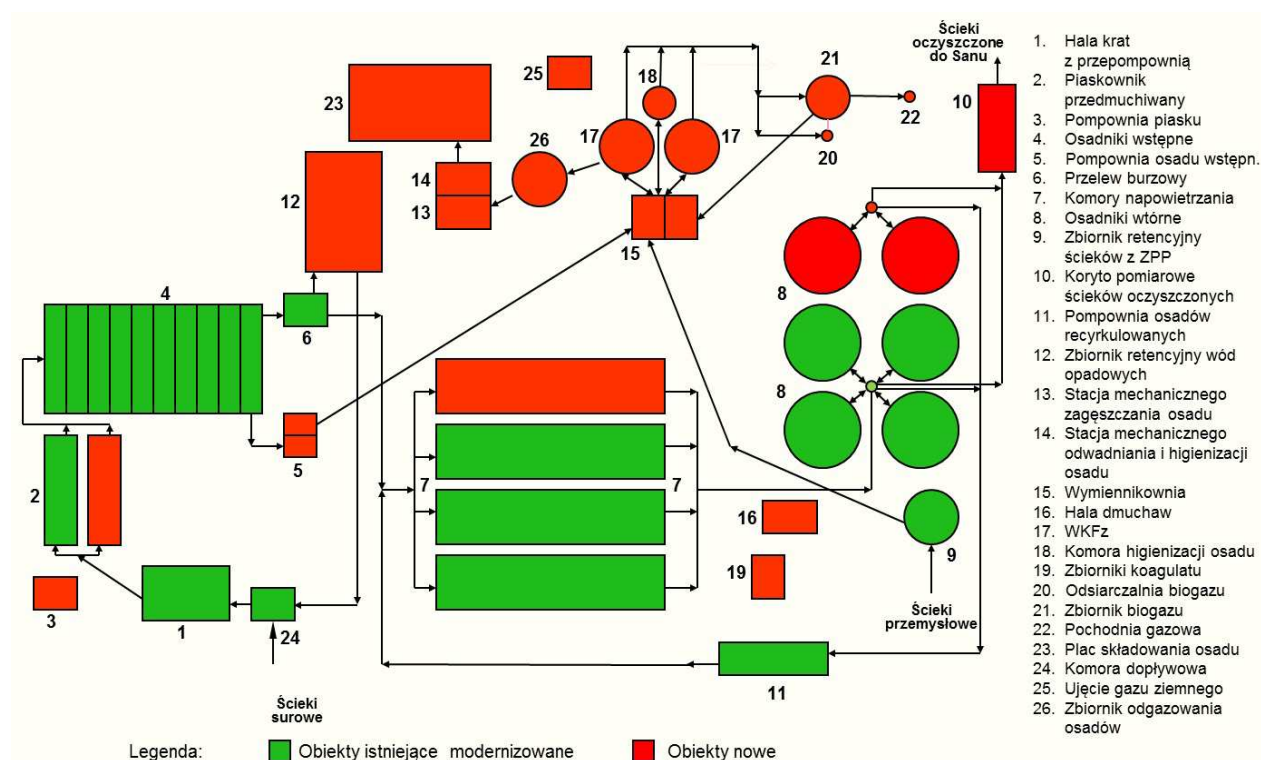 Ścieki
oczyszczone
do Sanu
21
18
25
10
23
22
17
17
26
20
14
12
13
15
8
4
6
8
5
7
7
2
16
9
19
3
1
24
Ścieki
przemysłowe
11
Ścieki
surowe
1. Hala krat
z przepompownią
2. Piaskownik
przedmuchiwany
3. Pompownia piasku
4. Osadniki wstępne
5. Pompownia osadu wstępn.
6. Przelew burzowy
7. Komory napowietrzania
8. Osadniki wtórne
9. Zbiornik retencyjny
ścieków z ZPP
10. Koryto pomiarowe
ścieków oczyszczonych
11. Pompownia osadów
recyrkulowanych
12. Zbiornik retencyjny wód
opadowych
13. Stacja mechanicznego
zagęszczania osadu
14. Stacja mechanicznego
odwadniania i higienizacji
osadu
15. Wymiennikownia
16. Hala dmuchaw
17. WKFz
18. Komora higienizacji osadu
19. Zbiorniki koagulatu
20. Odsiarczalnia biogazu
21. Zbiornik biogazu
22. Pochodnia gazowa
23. Plac składowania osadu
24. Komora dopływowa
25. Ujęcie gazu ziemnego
26. Zbiornik odgazowania
osadów
Legenda: Obiekty istniejące modernizowane Obiekty nowe